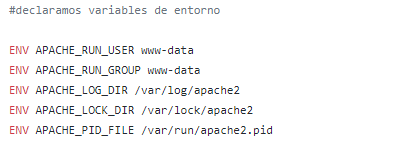 #declaramos variables de entorno
ENV APACHE_RUN_USER www-data
ENV APACHE_RUN_GROUP www-data
ENV APACHE_LOG_DIR /var/log/apache2
ENV APACHE_LOCK_DIR /var/lock/apache2
ENV APACHE_PID_FILE /var/run/apache2.pid